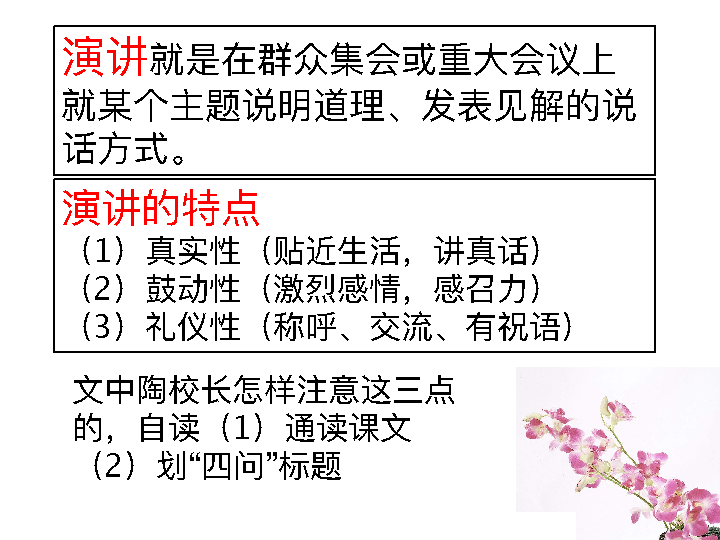 演讲就是在群众集会或重大会议上
就某个主题说明道理、发表见解的说
话方式。
演讲的特点
（1）真实性（贴近生活，讲真话）
（2）鼓动性（激烈感情，感召力）
（3）礼仪性（称呼、交流、有祝语）
文中陶校长怎样注意这三点
的，自读（1）通读课文
（2）划“四问”标题